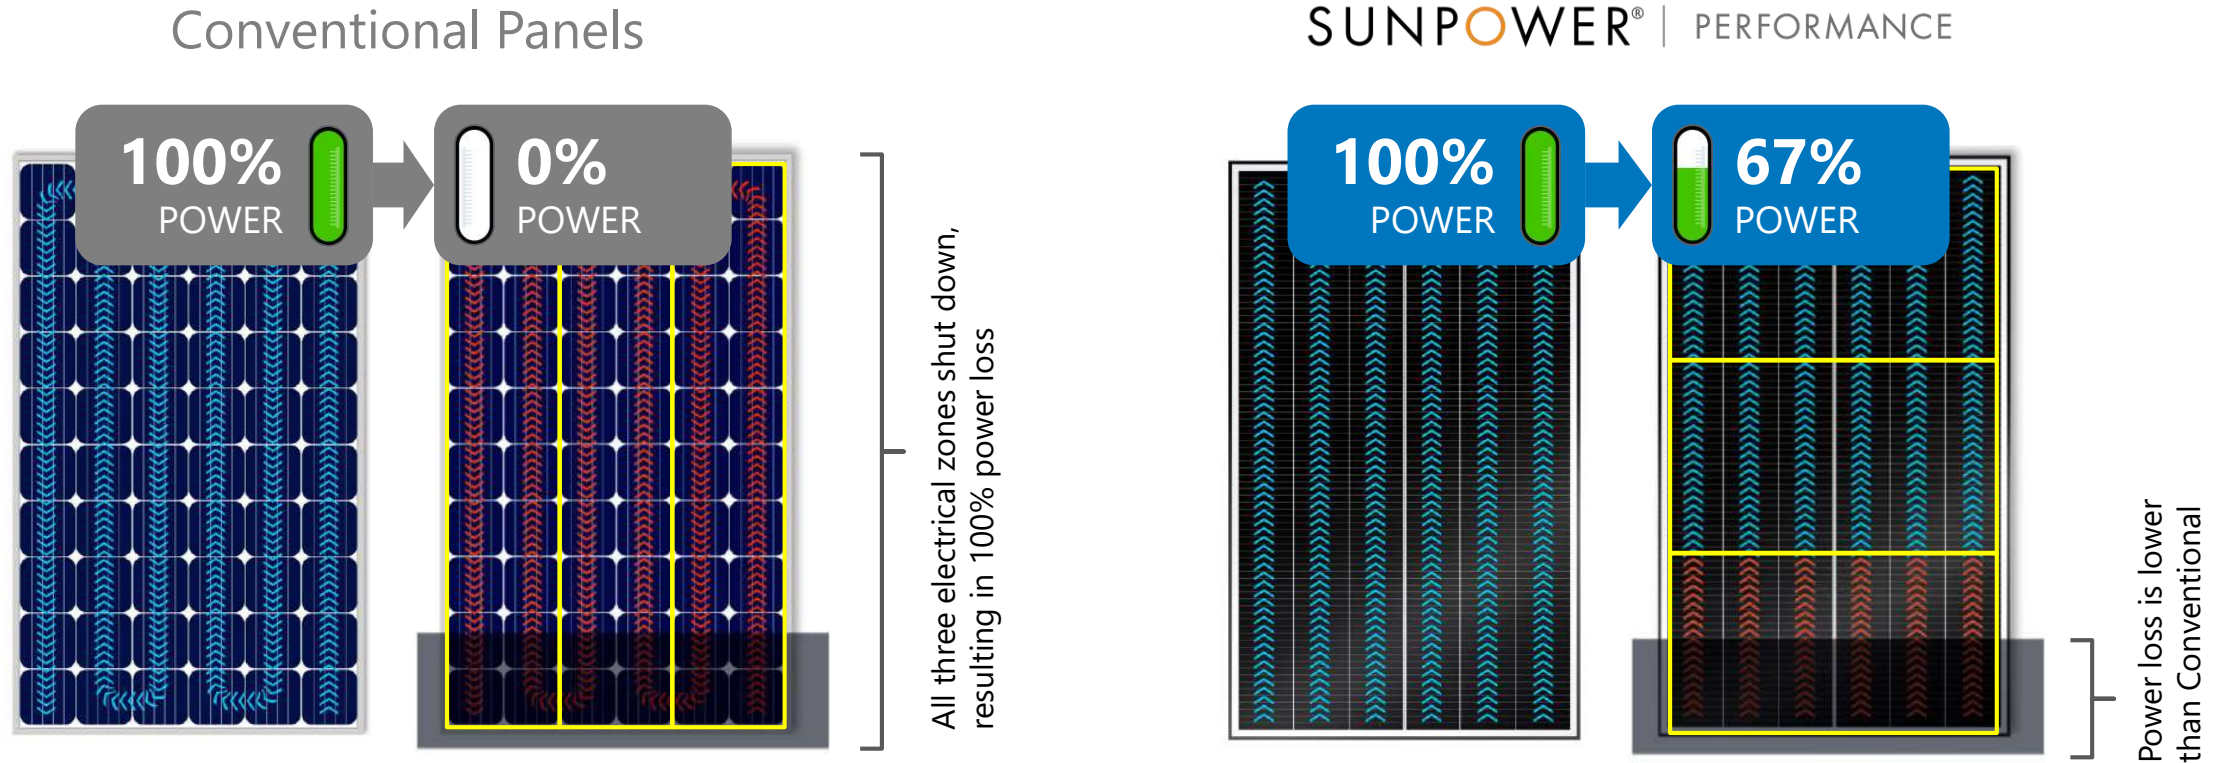 Conventional Panels
100%
POWER
0%
POWER
All three electrical zones shut down,
resulting in 100% power loss
SUNPOWER® | PERFORMANCE
100%
POWER
67%
POWER
Power loss is lower
than Conventional